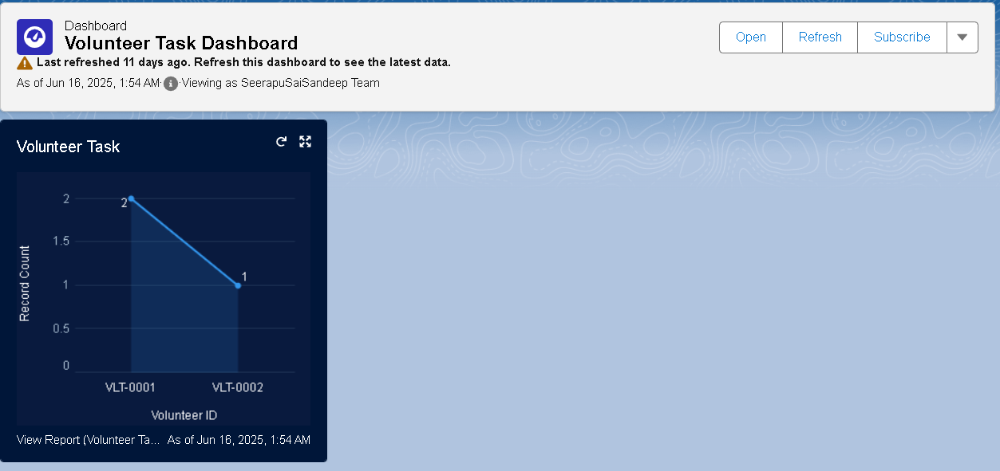 Dashboard
Volunteer Task Dashboard
Last refreshed 11 days ago. Refresh this dashboard to see the latest data.
As of Jun 16, 2025, 1:54 AM·Viewing as SeerapuSaiSandeep Team
Open Refresh Subscribe
Volunteer Task
2
1.5
1
0.5
0
Record Count
2
1
VLT-0001 VLT-0002
Volunteer ID
View Report (Volunteer Ta... As of Jun 16, 2025, 1:54 AM